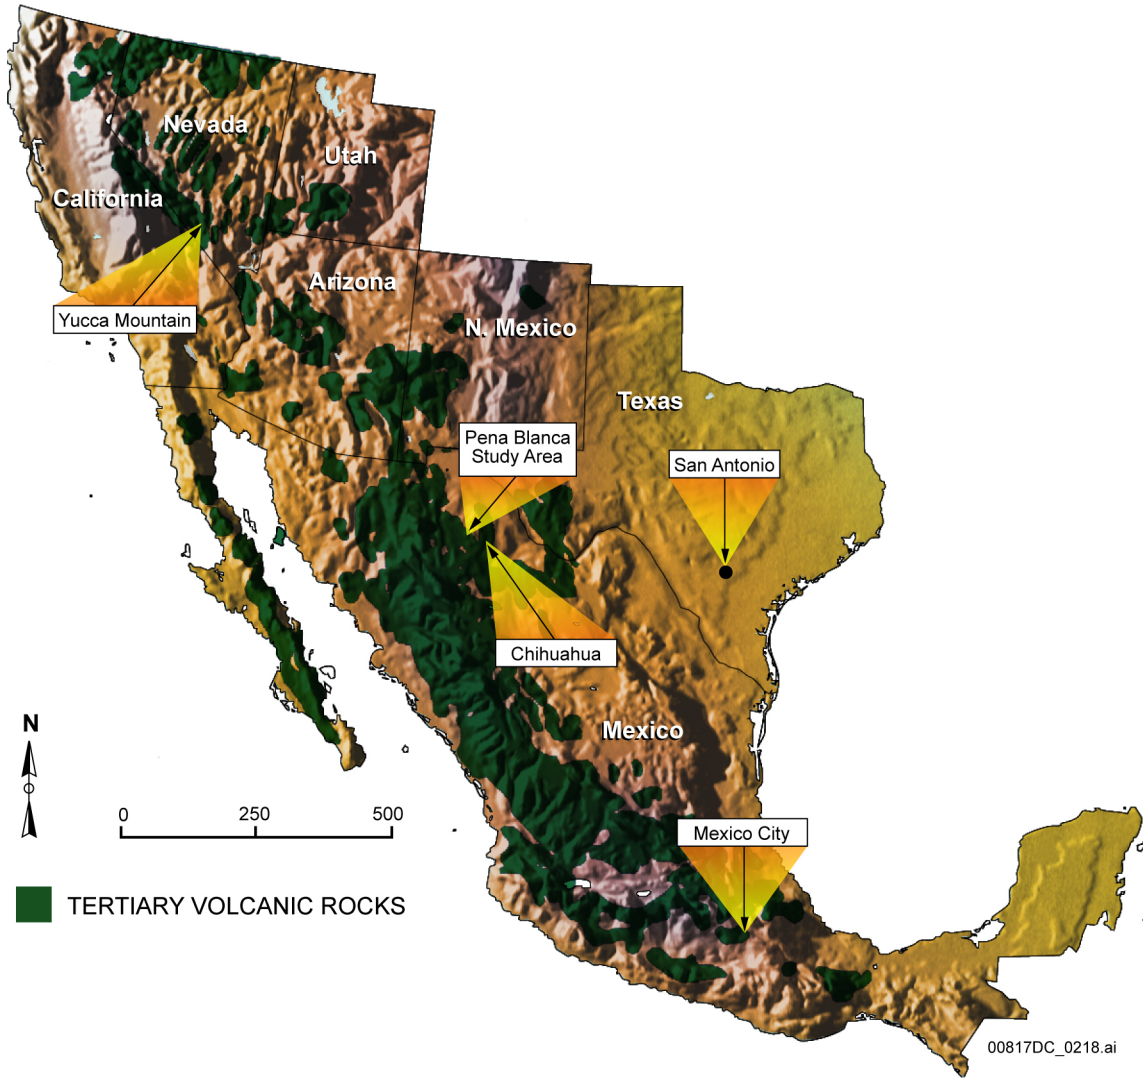 Nevada
Utah
California
Arizona
Yucca Mountain
N. Mexico
Texas
Pena Blanca
Study Area
San Antonio
Chihuahua
N
Mexico
0 250 500
Mexico City
TERTIARY VOLCANIC ROCKS
00817DC_0218.ai